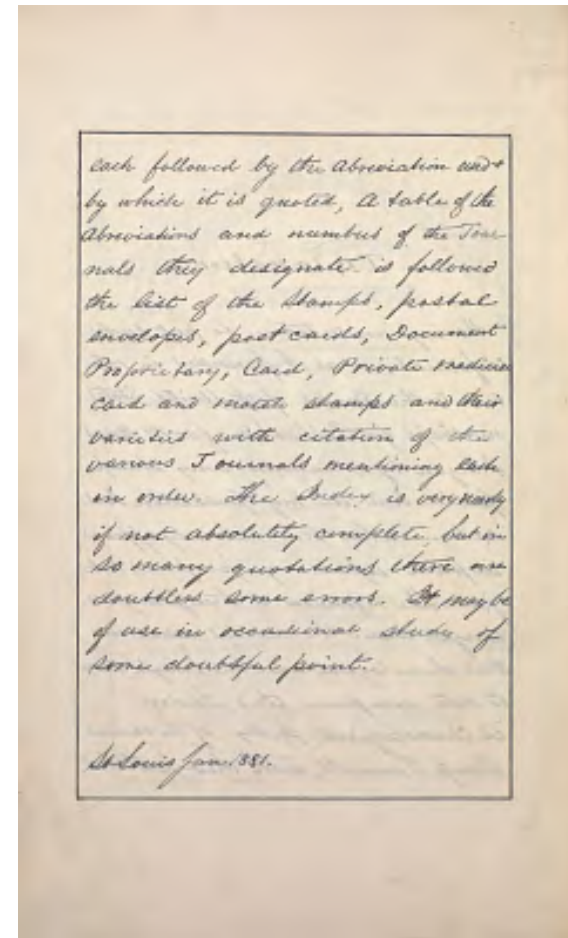 each followed by the abreviation used
by which it is quoted, A table of the
abreviations and numbers of the Jour-
nals they designate is followed
the list of the stamps, postal
envelopes, post cards, Document
Proprietary, Card, Private medicine
card and match stamps and their
varieties with citation of the
various Journals mentioning each
in order. The Index is very nearly
if not absolutely complete, but in
so many quotations there are
doubtless some errors. It may be
of use in occasional study of
some doubtful point.
St Louis Jan. 1881.